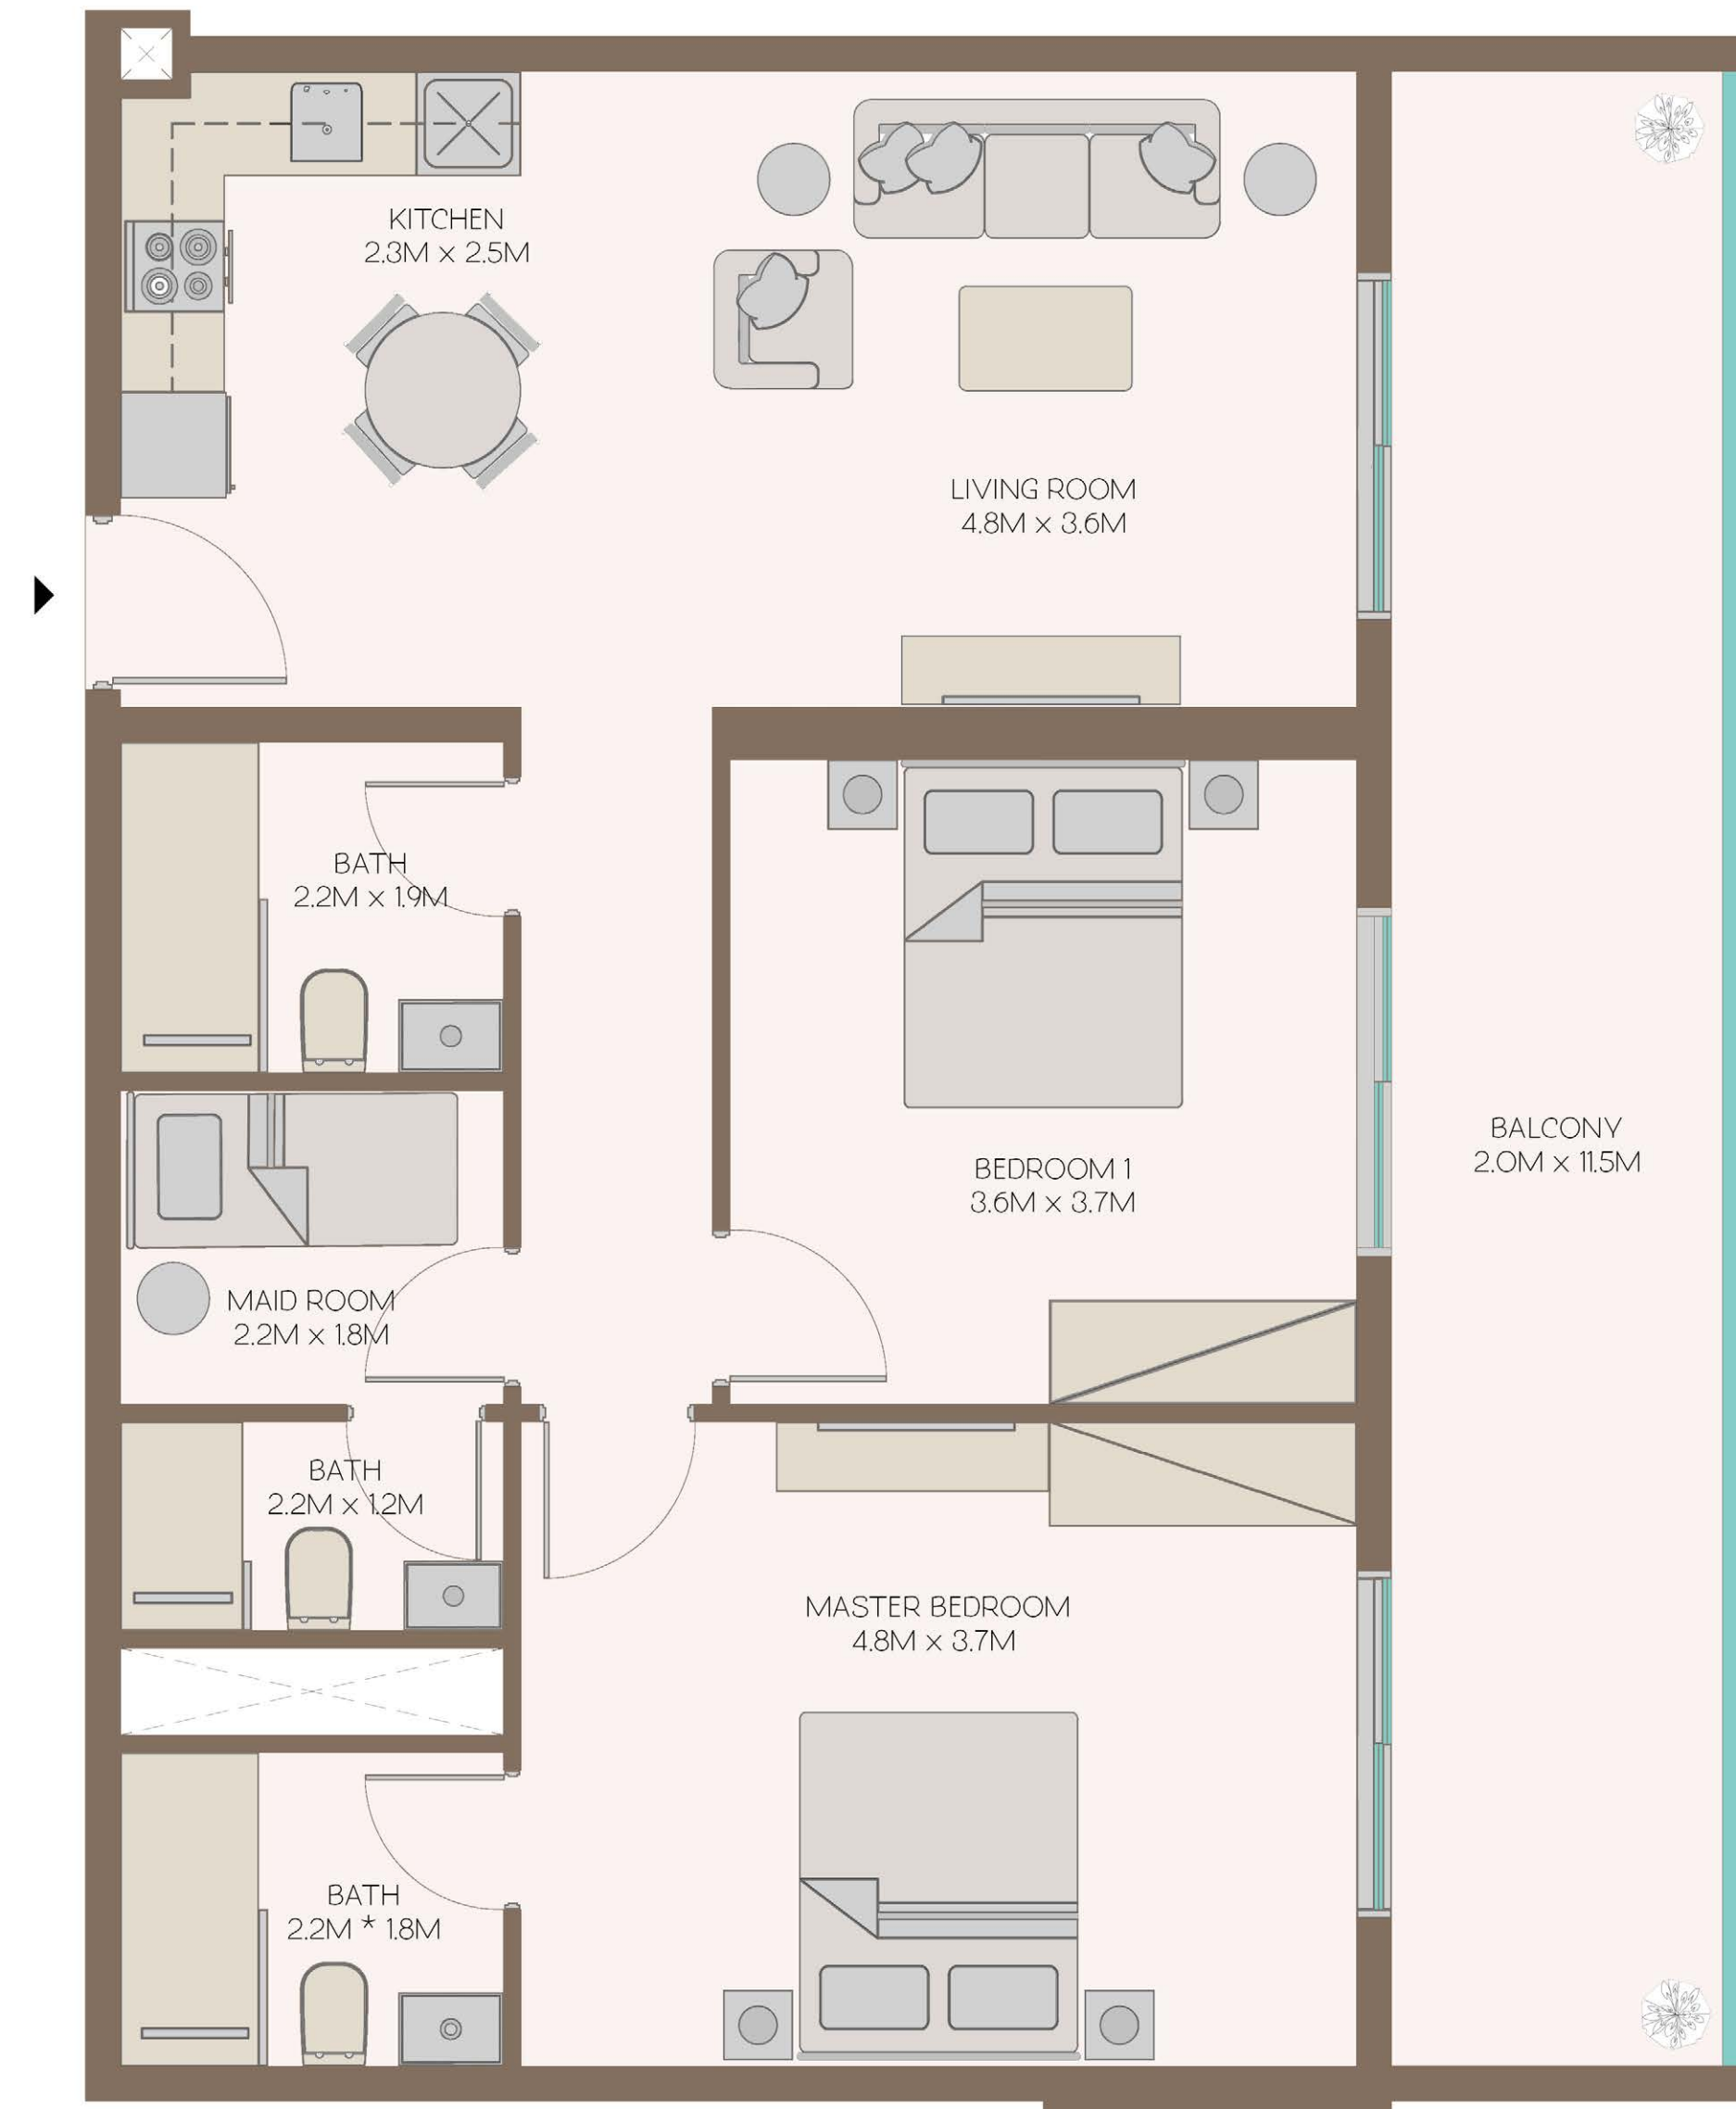 KITCHEN
2.3M x 2.5M
LIVING ROOM
4.8M x 3.6M
BATH
2.2M x 1.9M
BALCONY
2.0M x 11.5M
BEDROOM 1
3.6M x 3.7M
MAID ROOM
2.2M x 1.8M
BATH
2.2M x 1.2M
MASTER BEDROOM
4.8M x 3.7M
BATH
2.2M * 1.8M